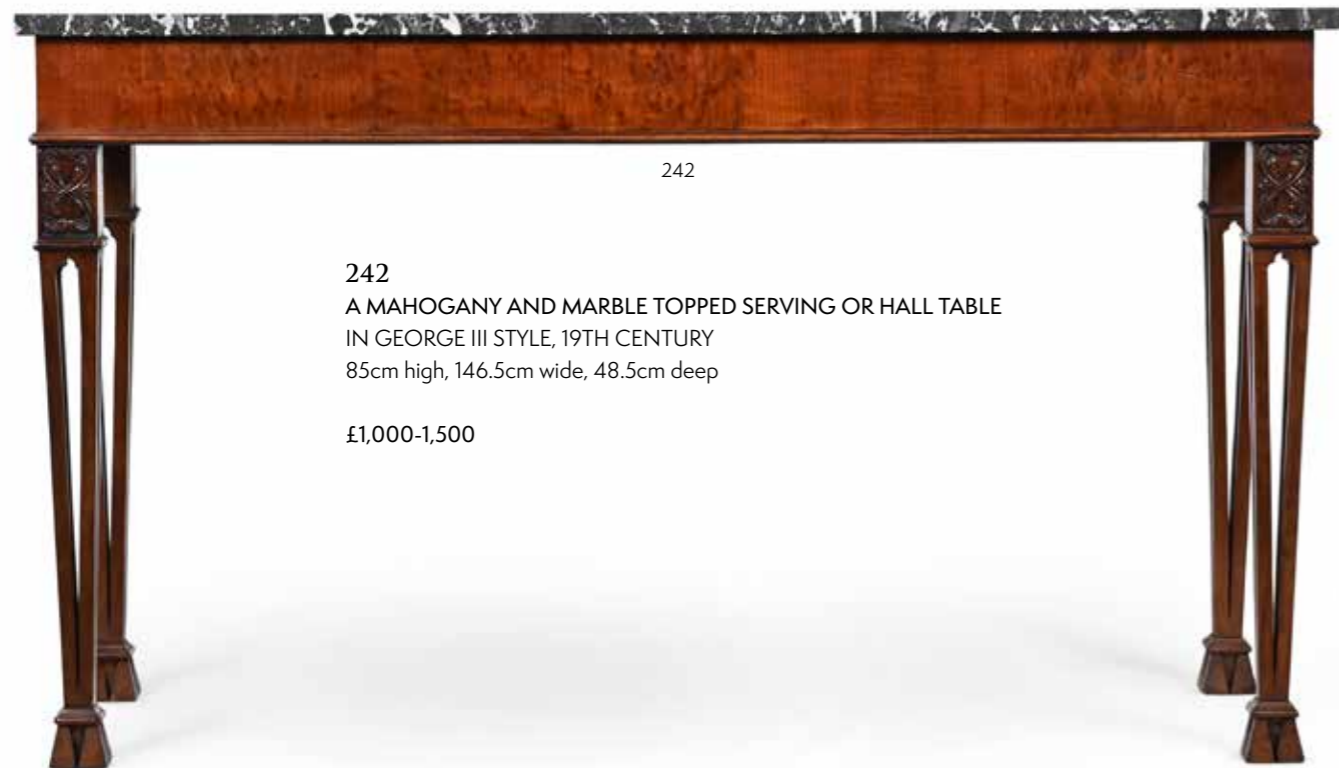 242
242
A MAHOGANY AND MARBLE TOPPED SERVING OR HALL TABLE
IN GEORGE III STYLE, 19TH CENTURY
85cm high, 146.5cm wide, 48.5cm deep
£1,000-1,500